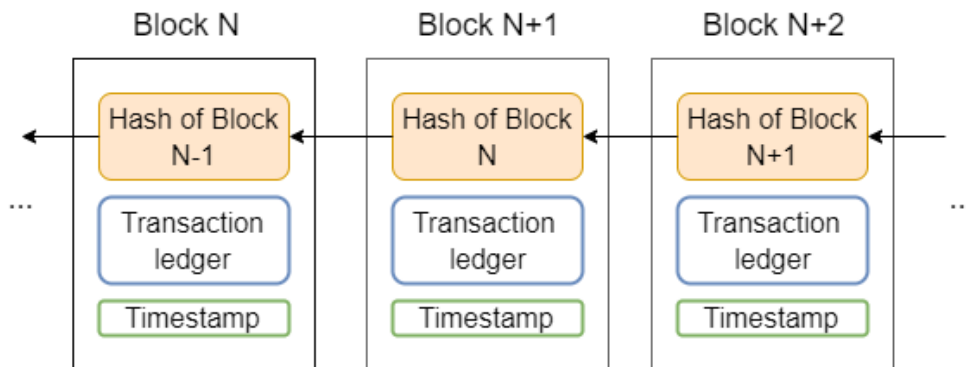 Block N
Block N+1
Block N+2
Hash of Block
N-1
Hash of Block
N
Hash of Block
N+1
...
Transaction
ledger
Transaction
ledger
Transaction
ledger
..
Timestamp
Timestamp
Timestamp